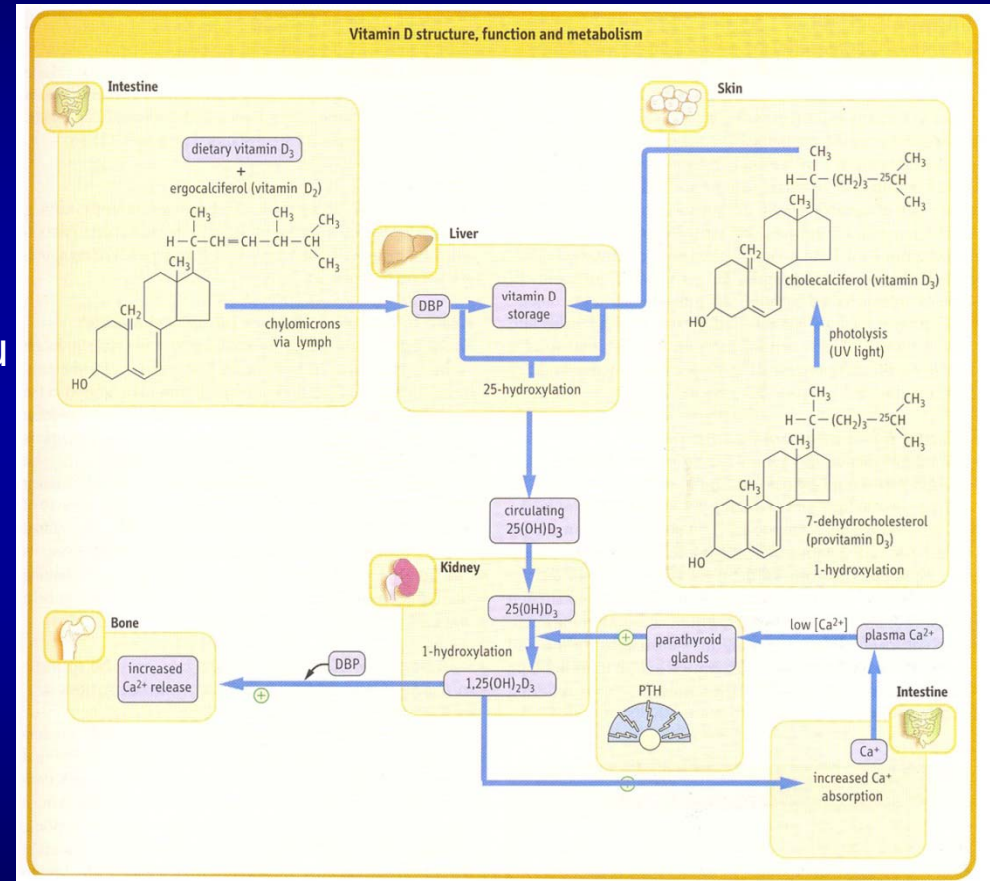 Vitamin D structure, function and metabolism
Intestine
dietary vitamin D₃
+
ergocalciferol (vitamin D₂)
CH₃ CH₃ CH₃
H—C—CH=CH—C—H—CH
CH₃ CH₃
CH₂
HO
chylomicrons
via lymph
Liver
DBP
vitamin D
storage
25-hydroxylation
Skin
CH₃ CH₃
H—C—(CH₂)₃—²⁵CH
CH₃ CH₃
CH₂
cholecalciferol (vitamin D₃)
HO
photolysis
(UV light)
CH₃ CH₃
H—C—(CH₂)₃—²⁵CH
CH₃ CH₃
CH₃
7-dehydrocholesterol
(provitamin D₃)
HO
1-hydroxylation
circulating
25(OH)D3
Kidney
25(OH)D₃
1-hydroxylation
1,25(OH)₂D₃
Bone
increased
Ca²⁺ release
DBP
+
+
parathyroid
glands
PTH
low [Ca²⁺]
plasma Ca²⁺
Intestine
Ca⁺
increased Ca⁺
absorption
+